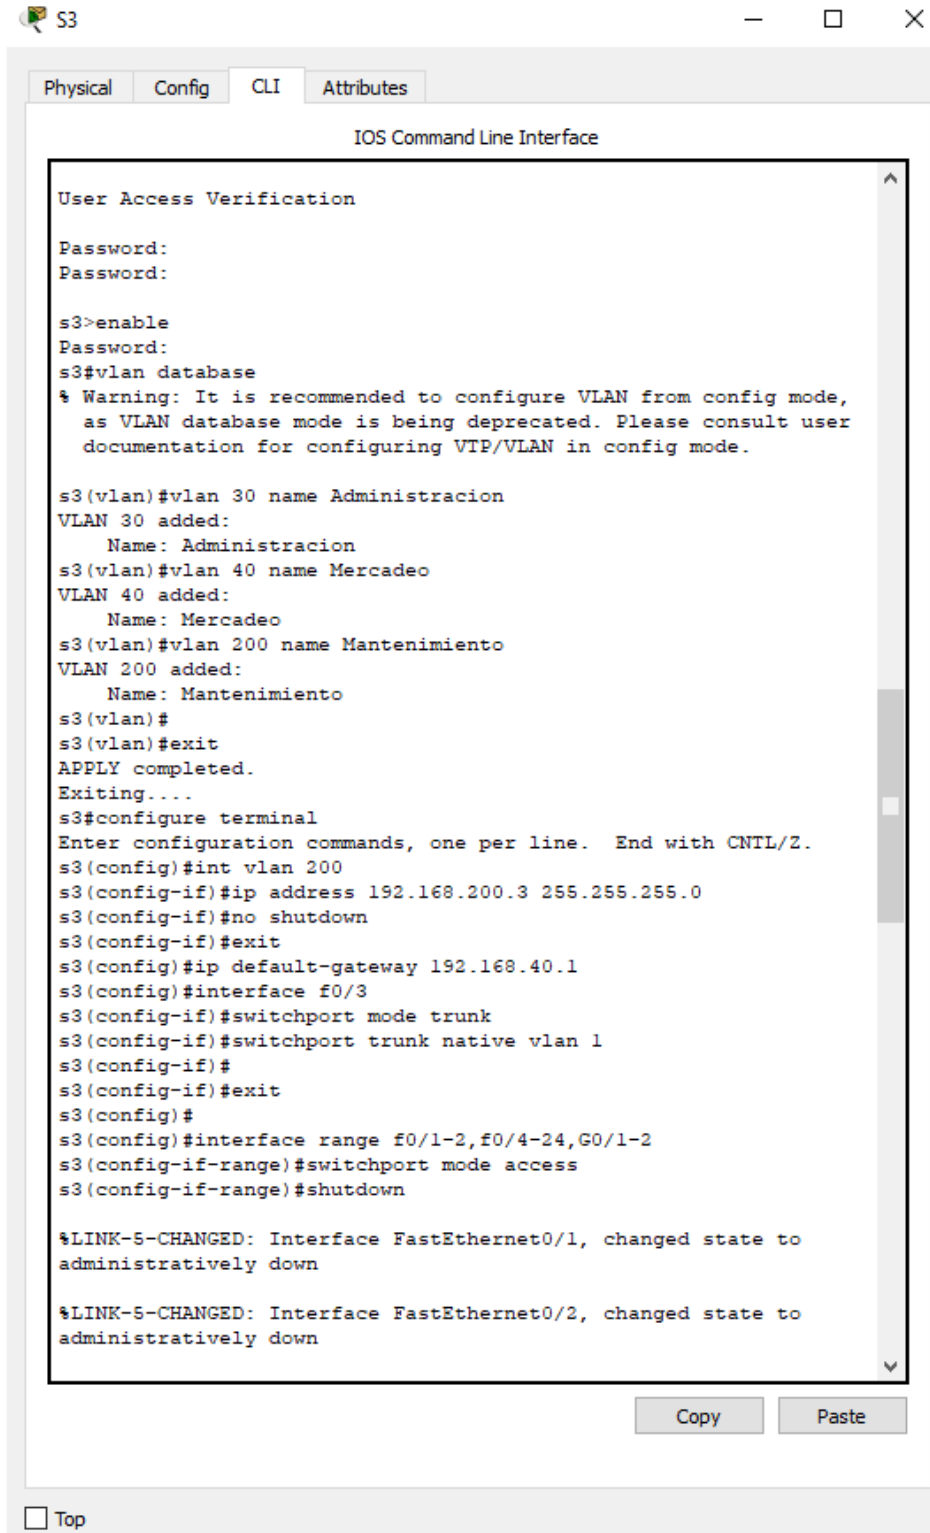 S3
Physical Config CLI Attributes
IOS Command Line Interface
User Access Verification
Password:
Password:
s3>enable
Password:
s3#vlan database
% Warning: It is recommended to configure VLAN from config mode,
as VLAN database mode is being deprecated. Please consult user
documentation for configuring VTP/VLAN in config mode.
s3(vlan)#vlan 30 name Administracion
VLAN 30 added:
Name: Administracion
s3(vlan)#vlan 40 name Mercadeo
VLAN 40 added:
Name: Mercadeo
s3(vlan)#vlan 200 name Mantenimiento
VLAN 200 added:
Name: Mantenimiento
s3(vlan)#
s3(vlan)#exit
APPLY completed.
Exiting....
s3#configure terminal
Enter configuration commands, one per line.  End with CNTL/Z.
s3(config)#int vlan 200
s3(config-if)#ip address 192.168.200.3 255.255.255.0
s3(config-if)#no shutdown
s3(config-if)#exit
s3(config)#ip default-gateway 192.168.40.1
s3(config)#interface f0/3
s3(config-if)#switchport mode trunk
s3(config-if)#switchport trunk native vlan 1
s3(config-if)#
s3(config-if)#exit
s3(config)#
s3(config)#interface range f0/1-2,f0/4-24,G0/1-2
s3(config-if-range)#switchport mode access
s3(config-if-range)#shutdown
%LINK-5-CHANGED: Interface FastEthernet0/1, changed state to
administratively down
%LINK-5-CHANGED: Interface FastEthernet0/2, changed state to
administratively down
Copy Paste
Top